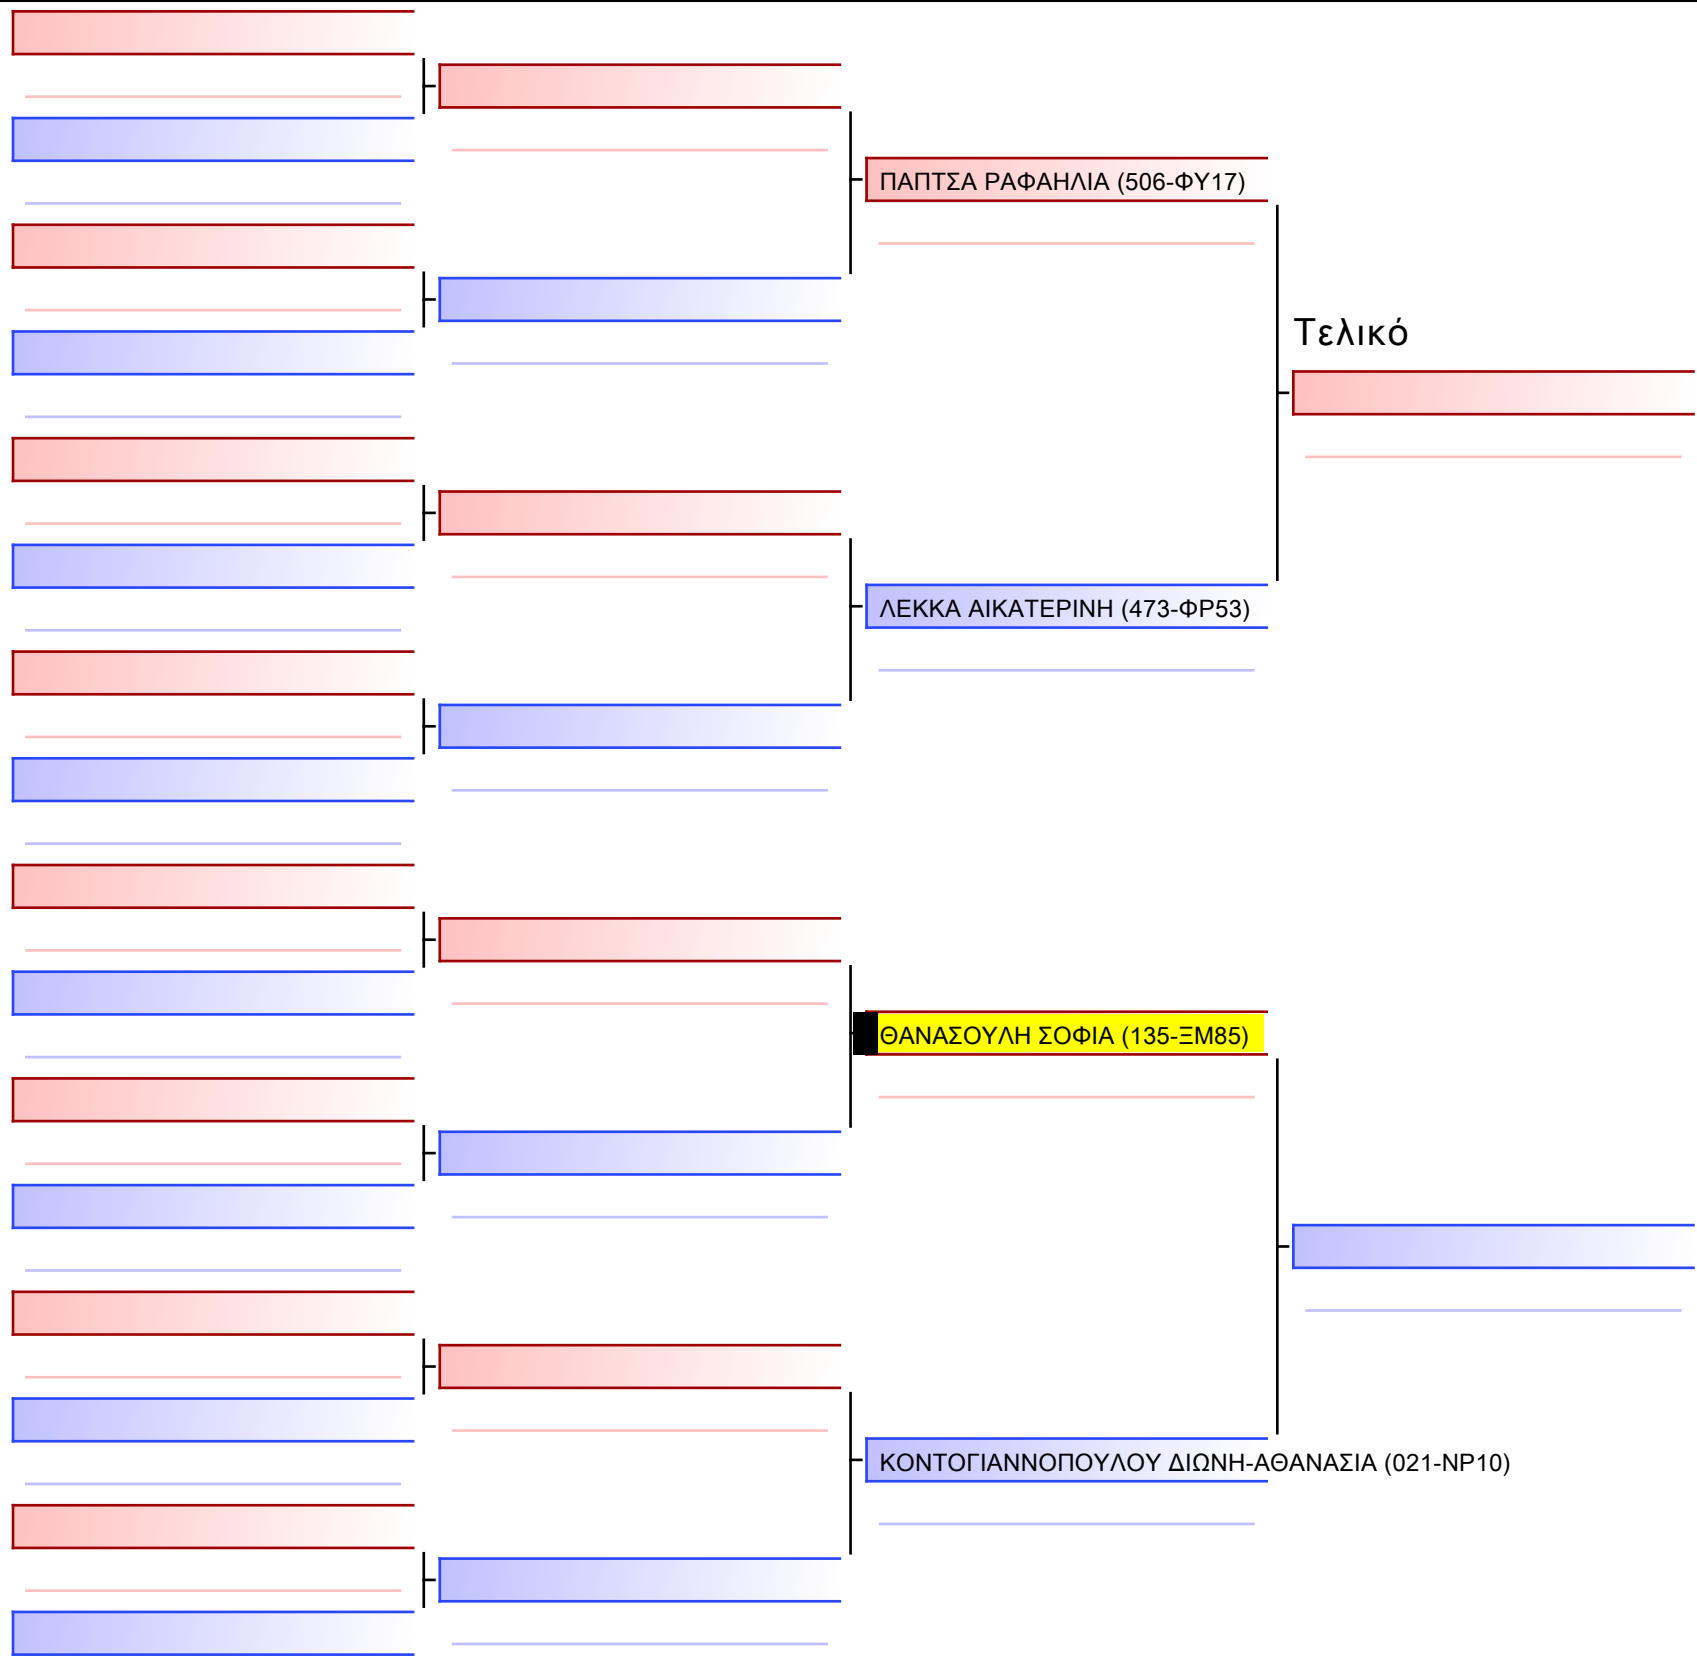 ΠΑΠΤΣΑ ΡΑΦΑΗΛΙΑ (506-ΦΥ17)
Τελικό
ΛΕΚΚΑ ΑΙΚΑΤΕΡΙΝΗ (473-ΦΡ53)
ΘΑΝΑΣΟΥΛΗ ΣΟΦΙΑ (135-ΞΜ85)
ΚΟΝΤΟΓΙΑΝΝΟΠΟΥΛΟΥ ΔΙΩΝΗ-ΑΘΑΝΑΣΙΑ (021-ΝΡ10)